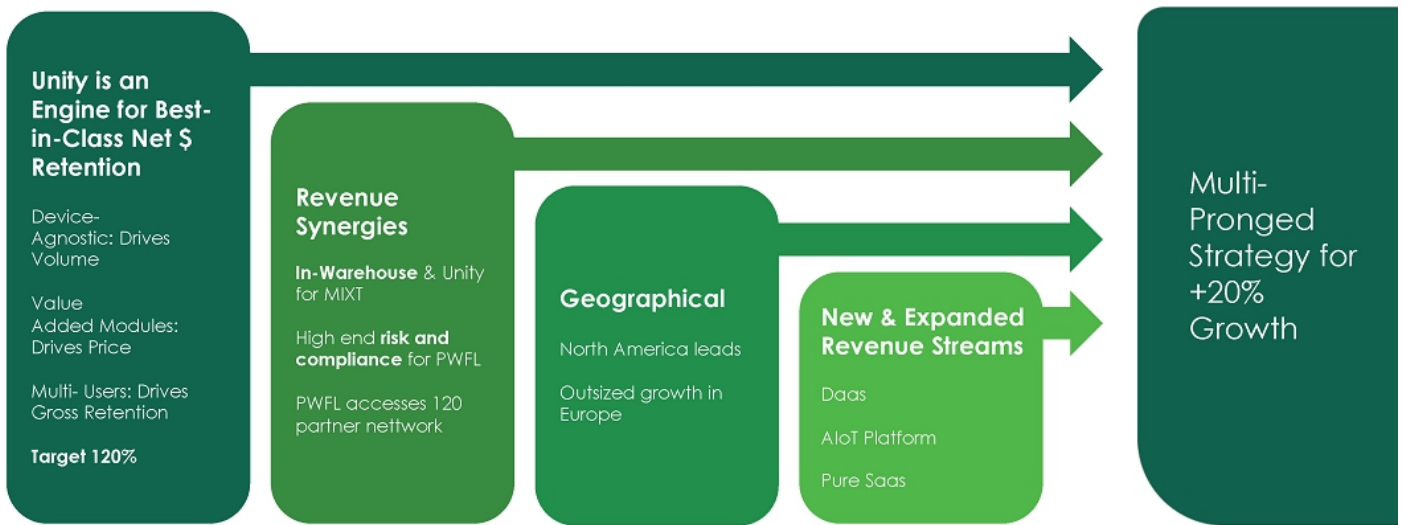 Unity is an
Engine for Best-
in-Class Net $
Retention
Device-
Agnostic: Drives
Volume
Value
Added Modules:
Drives Price
Multi- Users: Drives
Gross Retention
Target 120%
Revenue
Synergies
In-Warehouse & Unity
for MIXT
High end risk and
compliance for PWFL
PWFL accesses 120
partner nettwork
Geographical
North America leads
Outsized growth in
Europe
New & Expanded
Revenue Streams
Daas
AIoT Platform
Pure Saas
Multi-
Pronged
Strategy for
+20%
Growth